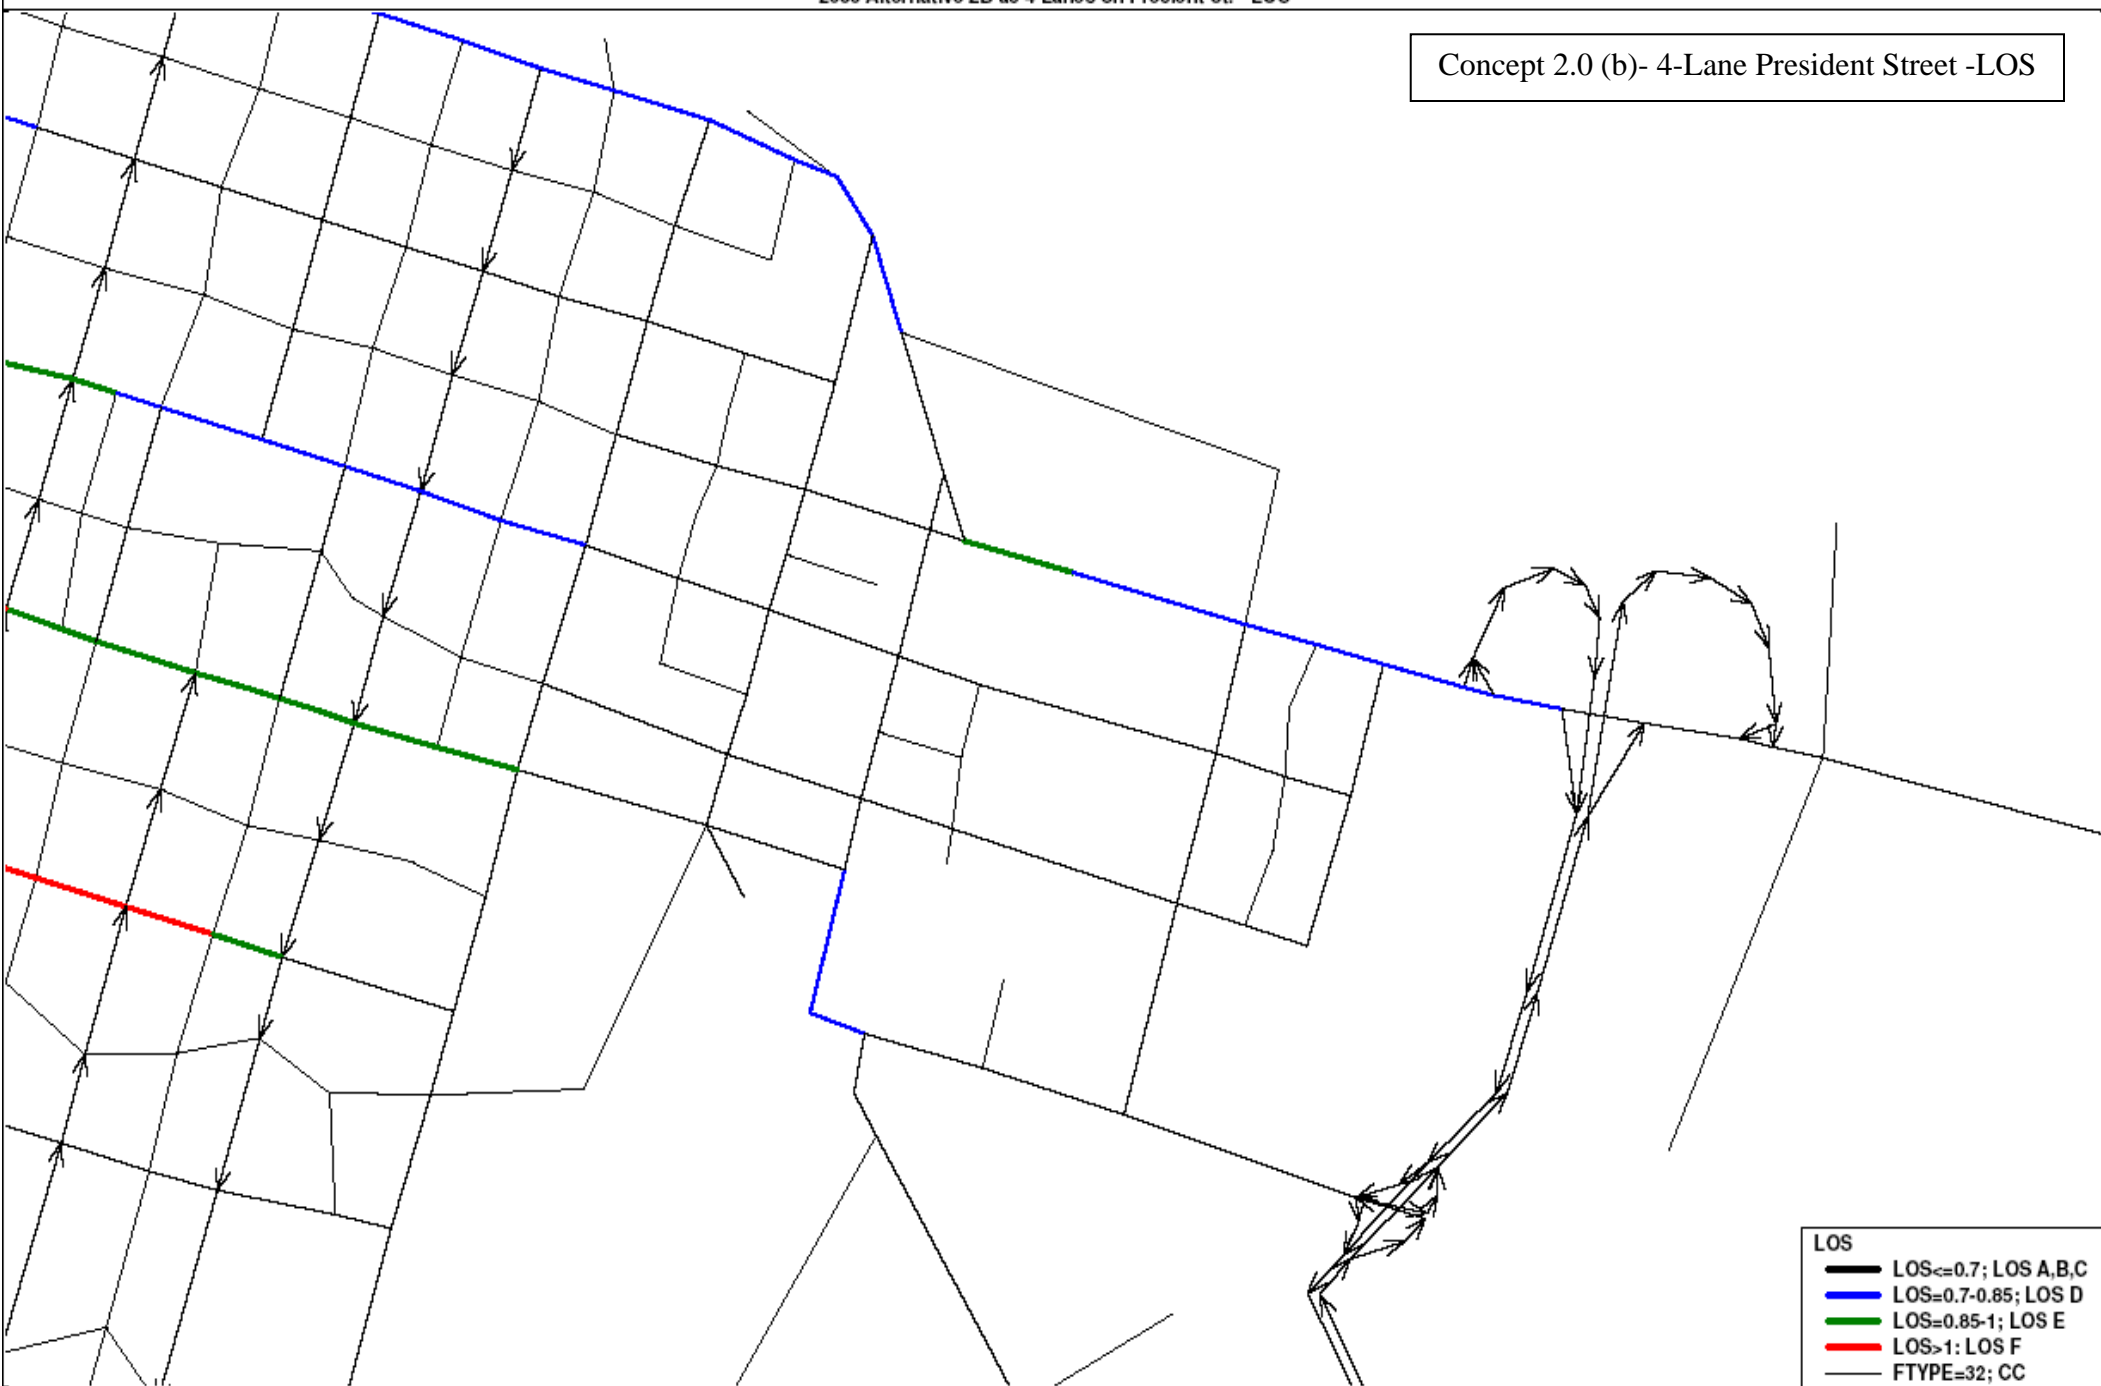 Concept 2.0 (b)- 4-Lane President Street -LOS
LOS
LOS<=0.7; LOS A,B,C
LOS=0.7-0.85; LOS D
LOS=0.85-1; LOS E
LOS>1: LOS F
FTYPE=32; CC